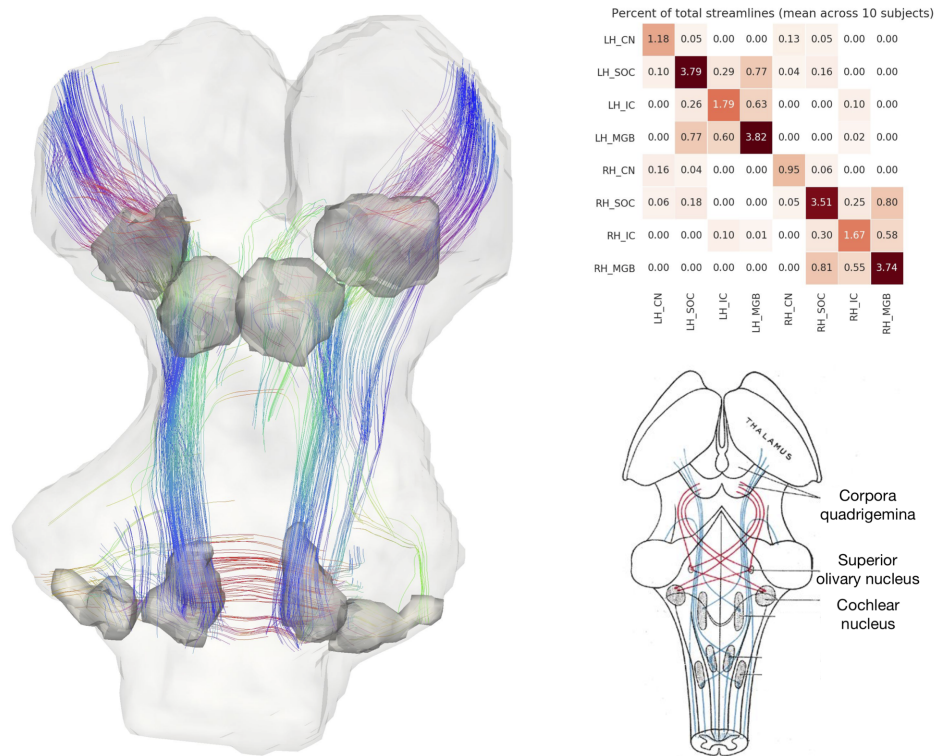 Percent of total streamlines (mean across 10 subjects)
LH_CN 1.18 0.05 0.00 0.00 0.13 0.05 0.00 0.00
LH_SOC 0.10 3.79 0.29 0.77 0.04 0.16 0.00 0.00
LH_IC 0.00 0.26 1.79 0.63 0.00 0.00 0.10 0.00
LH_MGB 0.00 0.77 0.60 3.82 0.00 0.00 0.02 0.00
RH_CN 0.16 0.04 0.00 0.00 0.95 0.06 0.00 0.00
RH_SOC 0.06 0.18 0.00 0.00 0.05 3.51 0.25 0.80
RH_IC 0.00 0.00 0.10 0.01 0.00 0.30 1.67 0.58
RH_MGB 0.00 0.00 0.00 0.00 0.00 0.81 0.55 3.74
LH_CN LH_SOC LH_IC LH_MGB RH_CN RH_SOC RH_IC RH_MGB
THALAMUS
Corpora
quadrigemina
Superior
olivary nucleus
Cochlear
nucleus